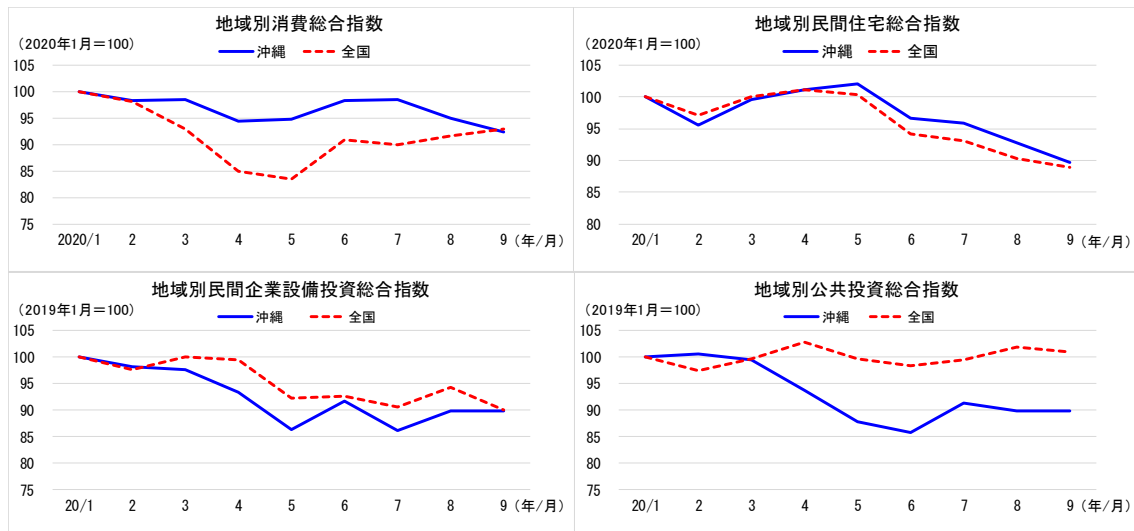 地域別消費総合指数
（2020年1月＝100）
沖縄 全国
105
100
95
90
85
80
75
2020/1 2 3 4 5 6 7 8 9 （年/月）
地域別民間住宅総合指数
（2020年1月＝100）
沖縄 全国
105
100
95
90
85
80
20/1 2 3 4 5 6 7 8 9 （年/月）
地域別民間企業設備投資総合指数
（2019年1月＝100）
沖縄 全国
105
100
95
90
85
80
75
20/1 2 3 4 5 6 7 8 9 （年/月）
地域別公共投資総合指数
（2019年1月＝100）
沖縄 全国
105
100
95
90
85
80
75
20/1 2 3 4 5 6 7 8 9 （年/月）